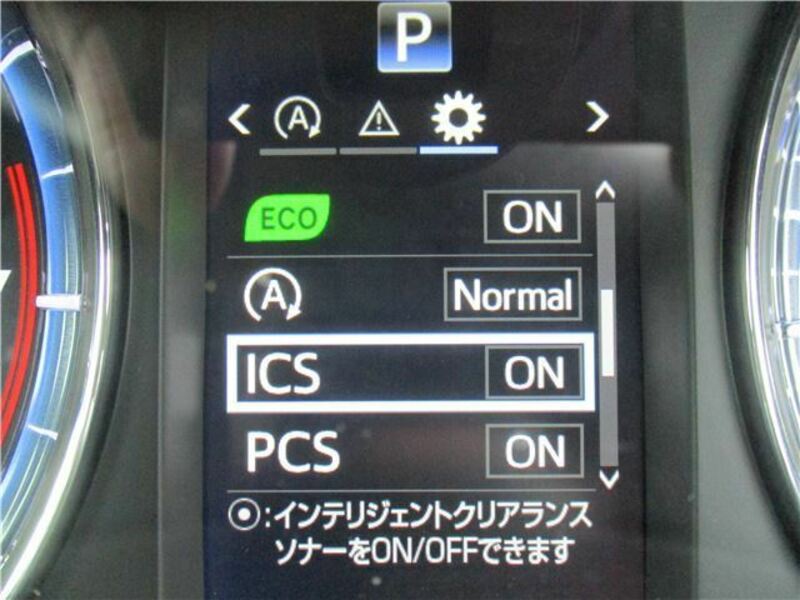 P
A
ECO ON
A Normal
ICS ON
PCS ON
⦿:インテリジェントクリアランス
ソナーをON/OFFできます